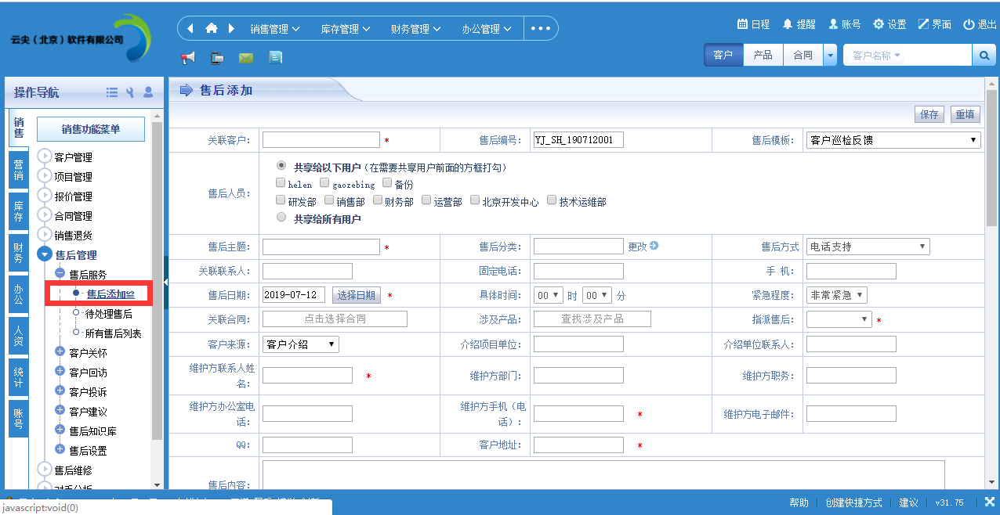 云尖（北京）软件有限公司
销售管理 库存管理 财务管理 办公管理
日程 提醒 账号 设置 界面 退出
客户 产品 合同 客户名称
操作导航
销售
营销
库存
财务
办公
人资
统计
账号
销售功能菜单
客户管理
项目管理
报价管理
合同管理
销售退货
售后管理
售后服务
售后添加
待处理售后
所有售后列表
客户关怀
客户回访
客户投诉
客户建议
售后知识库
售后设置
售后维修
售后添加
保存 重填
关联客户： * 售后编号： YJ_SH_190712001 售后模板： 客户巡检反馈
售后人员：
共享给以下用户（在需要共享用户前面的方框打勾）
helen gaozebing 备份
研发部 销售部 财务部 运营部 北京开发中心 技术运维部
共享给所有用户
售后主题： * 售后分类： 更改 售后方式 电话支持
关联联系人： 固定电话： 手 机：
售后日期： 2019-07-12 选择日期 * 具体时间： 00 时 00 分 紧急程度： 非常紧急
关联合同： 点击选择合同 涉及产品： 查找涉及产品 指派售后： *
客户来源： 客户介绍 介绍项目单位： 介绍单位联系人：
维护方联系人姓名： * 维护方部门： 维护方职务：
维护方办公室电话： 维护方手机（电话）： * 维护方电子邮件：
QQ： 客户地址： *
售后内容：
帮助 创建快捷方式 建议 v31.75
javascript:void(0)